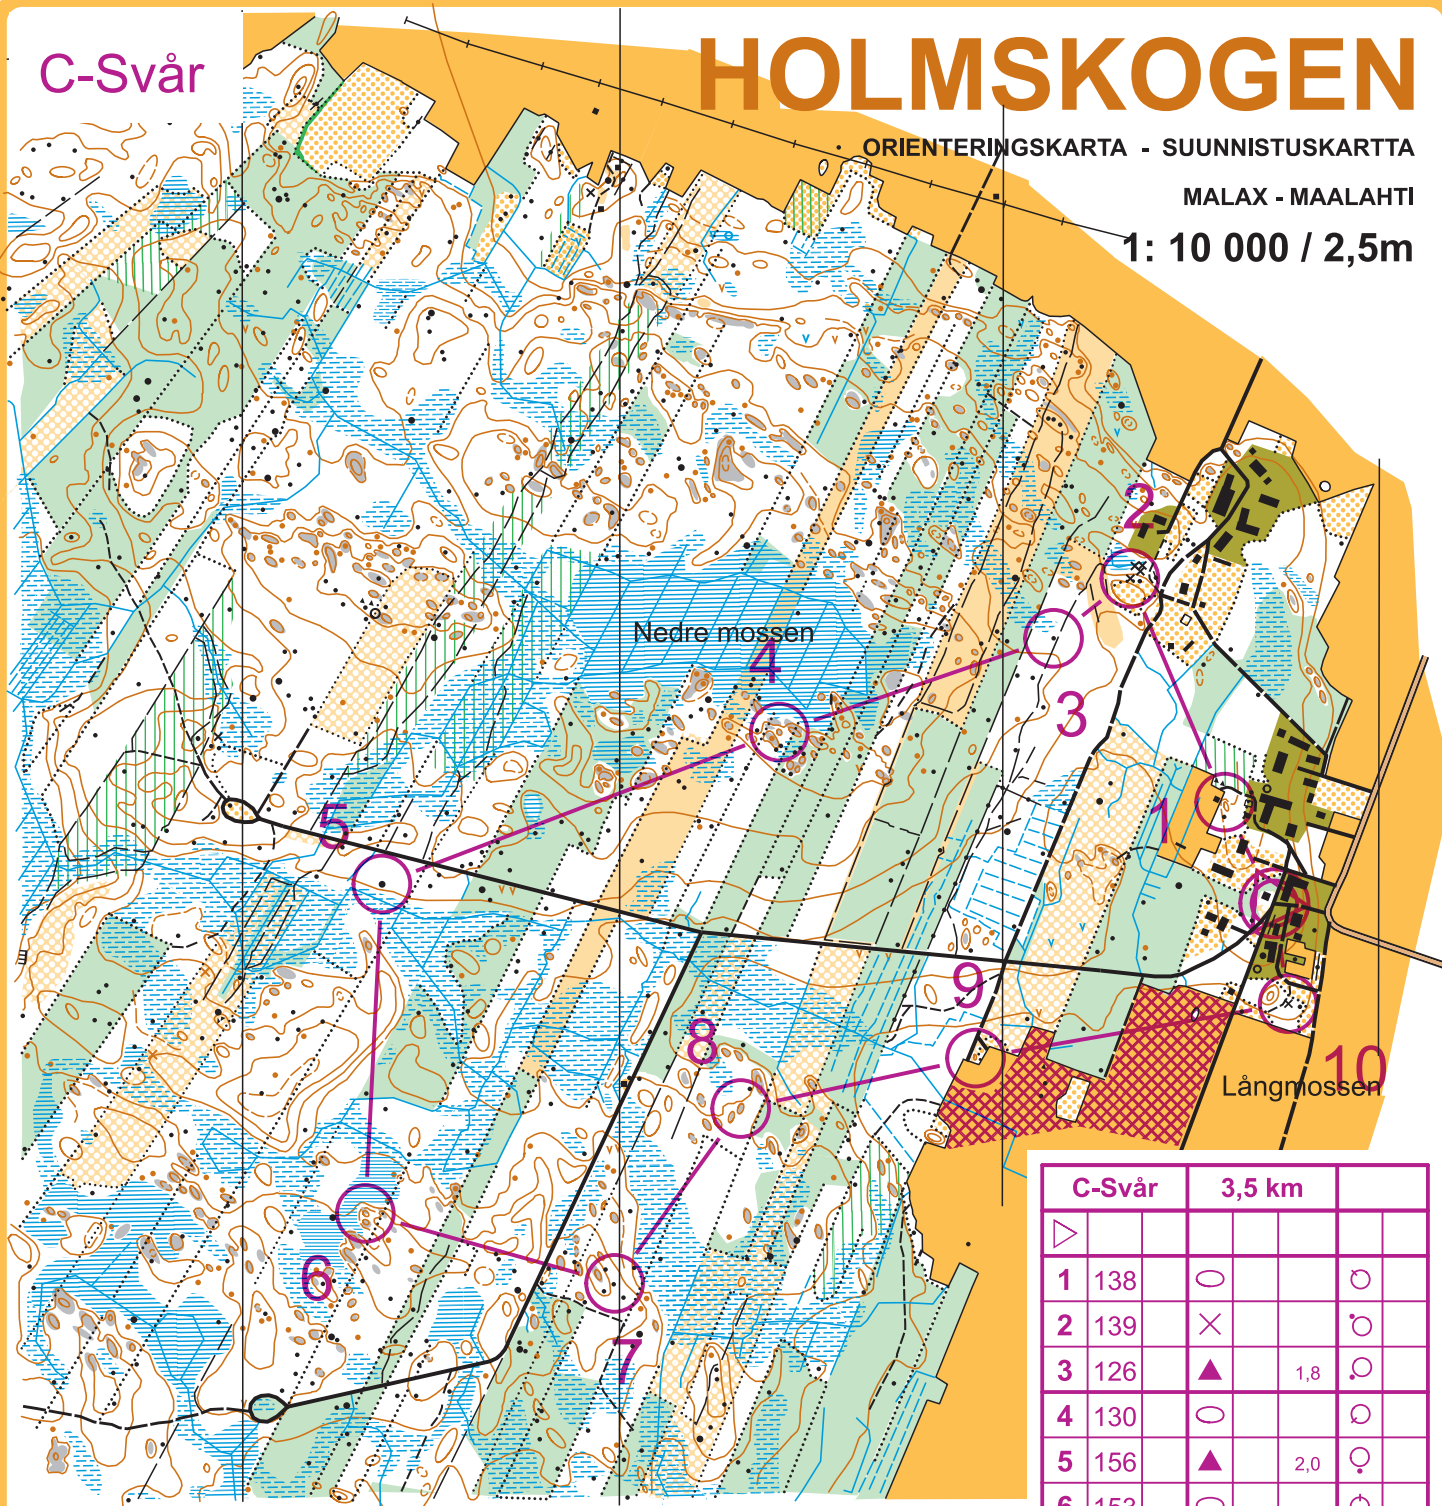 C-Svår
HOLMSKOGEN
ORIENTERINGSKARTA - SUUNNISTUSKARTTA
MALAX - MAALAHTI
1: 10 000 / 2,5m
2
Nedre mossen
4
3
5
1
9
8
10
Långmossen
6
7
C-Svår 3,5 km
1 138
2 139
3 126 1,8
4 130
5 156 2,0
6 153